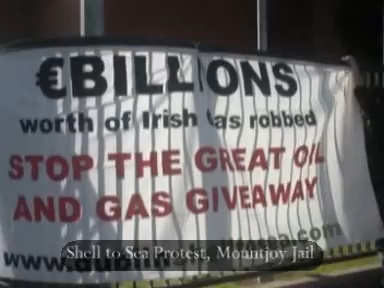 €BILLIONS
worth of Irish Gas robbed
STOP THE GREAT OIL
AND GAS GIVEAWAY
Shell to Sea Protest, Mountjoy Jail